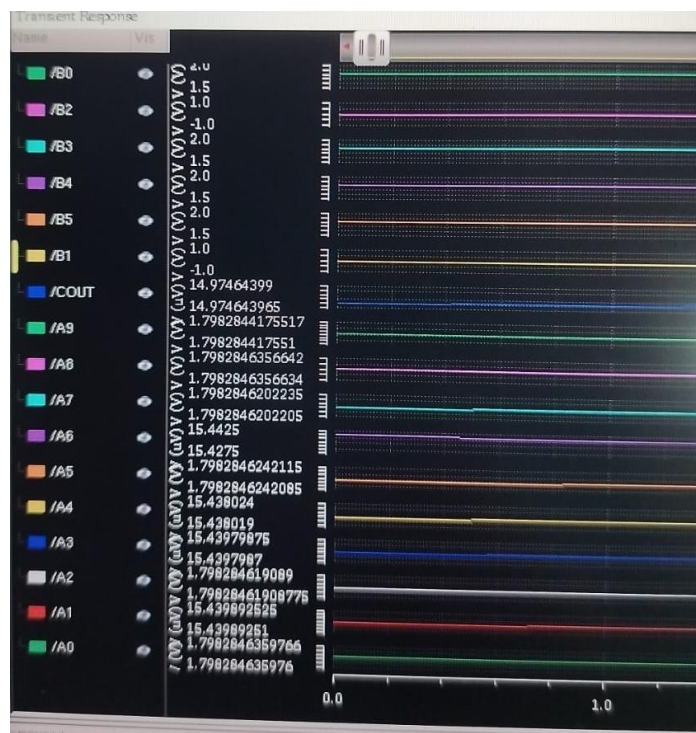 Transient Response
Name Vis
/B0 2.0
1.5
/B2 1.0
-1.0
/B3 2.0
1.5
/B4 2.0
1.5
/B5 2.0
1.5
/B1 1.0
-1.0
/COUT 14.97464399
14.974643965
/A9 1.7982844175517
1.798284417551
/A8 1.7982846356642
1.7982846356634
/A7 1.7982846202235
1.7982846202205
/A6 15.4425
15.4275
/A5 1.7982846242115
1.7982846242085
/A4 15.438024
15.438019
/A3 15.43979875
15.4397987
/A2 1.798284619089
1.79828461908775
/A1 15.439892525
15.43989251
/A0 1.7982846359766
1.798284635976
0.0 1.0